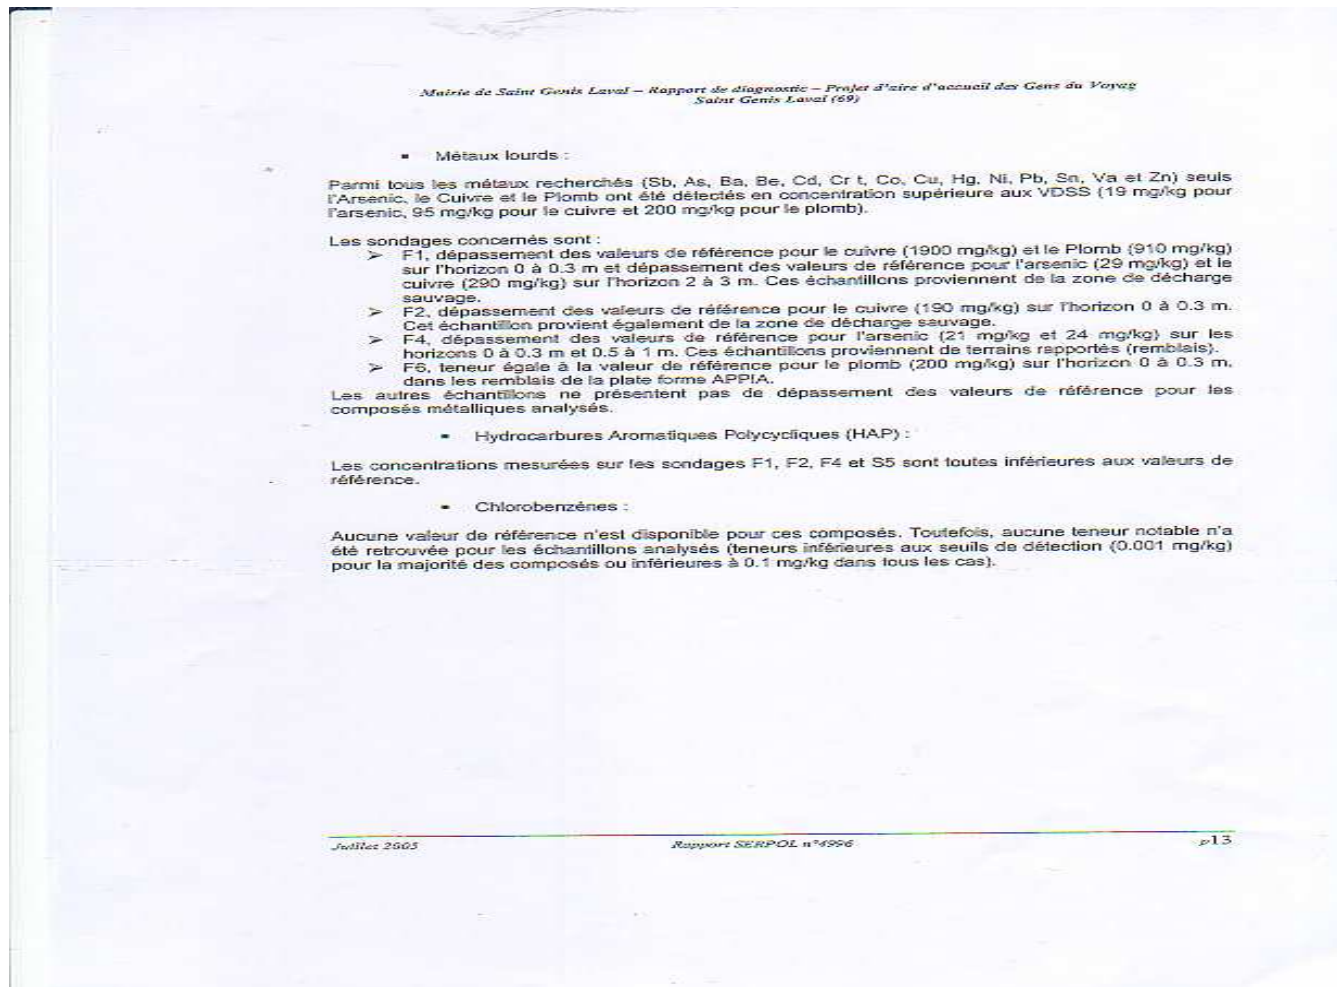 Mairie de Saint Genis Laval – Rapport de diagnostic – Projet d'aire d'accueil des Gens du Voyag
Saint Genis Laval (69)
▪ Métaux lourds :
Parmi tous les métaux recherchés (Sb, As, Ba, Be, Cd, Cr t, Co, Cu, Hg, Ni, Pb, Sn, Va et Zn) seuls
l'Arsenic, le Cuivre et le Plomb ont été détectés en concentration supérieure aux VDSS (19 mg/kg pour
l'arsenic, 95 mg/kg pour le cuivre et 200 mg/kg pour le plomb).
Les sondages concernés sont :
➢ F1, dépassement des valeurs de référence pour le cuivre (1900 mg/kg) et le Plomb (910 mg/kg)
sur l'horizon 0 à 0.3 m et dépassement des valeurs de référence pour l'arsenic (29 mg/kg) et le
cuivre (290 mg/kg) sur l'horizon 2 à 3 m. Ces échantillons proviennent de la zone de décharge
sauvage.
➢ F2, dépassement des valeurs de référence pour le cuivre (190 mg/kg) sur l'horizon 0 à 0.3 m.
Cet échantillon provient également de la zone de décharge sauvage.
➢ F4, dépassement des valeurs de référence pour l'arsenic (21 mg/kg et 24 mg/kg) sur les
horizons 0 à 0.3 m et 0.5 à 1 m. Ces échantillons proviennent de terrains rapportés (remblais).
➢ F6, teneur égale à la valeur de référence pour le plomb (200 mg/kg) sur l'horizon 0 à 0.3 m,
dans les remblais de la plate forme APPIA.
Les autres échantillons ne présentent pas de dépassement des valeurs de référence pour les
composés métalliques analysés.
▪ Hydrocarbures Aromatiques Polycycliques (HAP) :
Les concentrations mesurées sur les sondages F1, F2, F4 et S5 sont toutes inférieures aux valeurs de
référence.
▪ Chlorobenzènes :
Aucune valeur de référence n'est disponible pour ces composés. Toutefois, aucune teneur notable n'a
été retrouvée pour les échantillons analysés (teneurs inférieures aux seuils de détection (0.001 mg/kg)
pour la majorité des composés ou inférieures à 0.1 mg/kg dans tous les cas).
Juillet 2005 Rapport SERPOL n°4996 p13